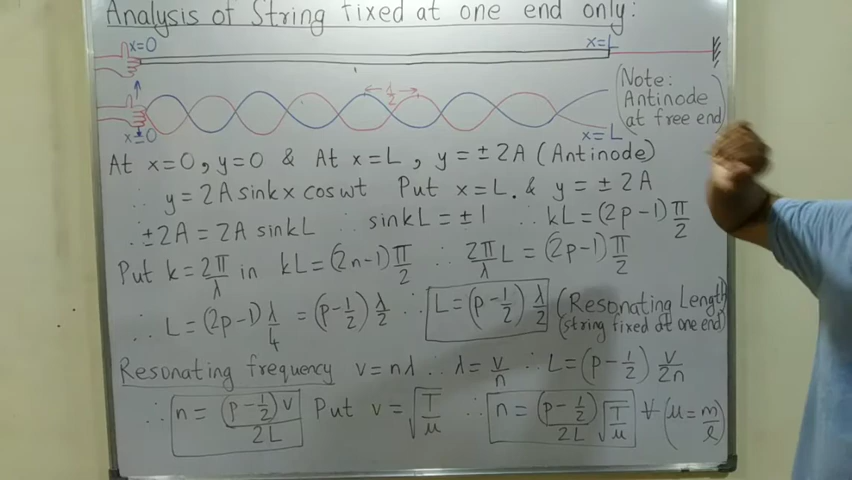 Analysis of String fixed at one end only:
x=0
x=L
λ/2
x=0
x=L
(Note: Antinode at free end)
At x=0, y=0 & At x=L, y=±2A (Antinode)
∴ y=2A sinkx coswt Put x=L. & y=±2A
∴ ±2A=2A sinkL ∴ sinkL=±1 ∴ kL=(2p-1)π/2
Put k=2π/λ in kL=(2n-1)π/2 ∴ 2π/λ L=(2p-1)π/2
∴ L=(2p-1)λ/4 =(p-1/2)λ/2 ∴ L=(p-1/2)λ/2 (Resonating Length)
(string fixed at one end)
Resonating frequency v=nλ ∴ λ=v/n ∴ L=(p-1/2) v/2n
∴ n=(p-1/2)v/2L Put v=√T/μ ∴ n=(p-1/2)/2L √T/μ (μ=m/l)